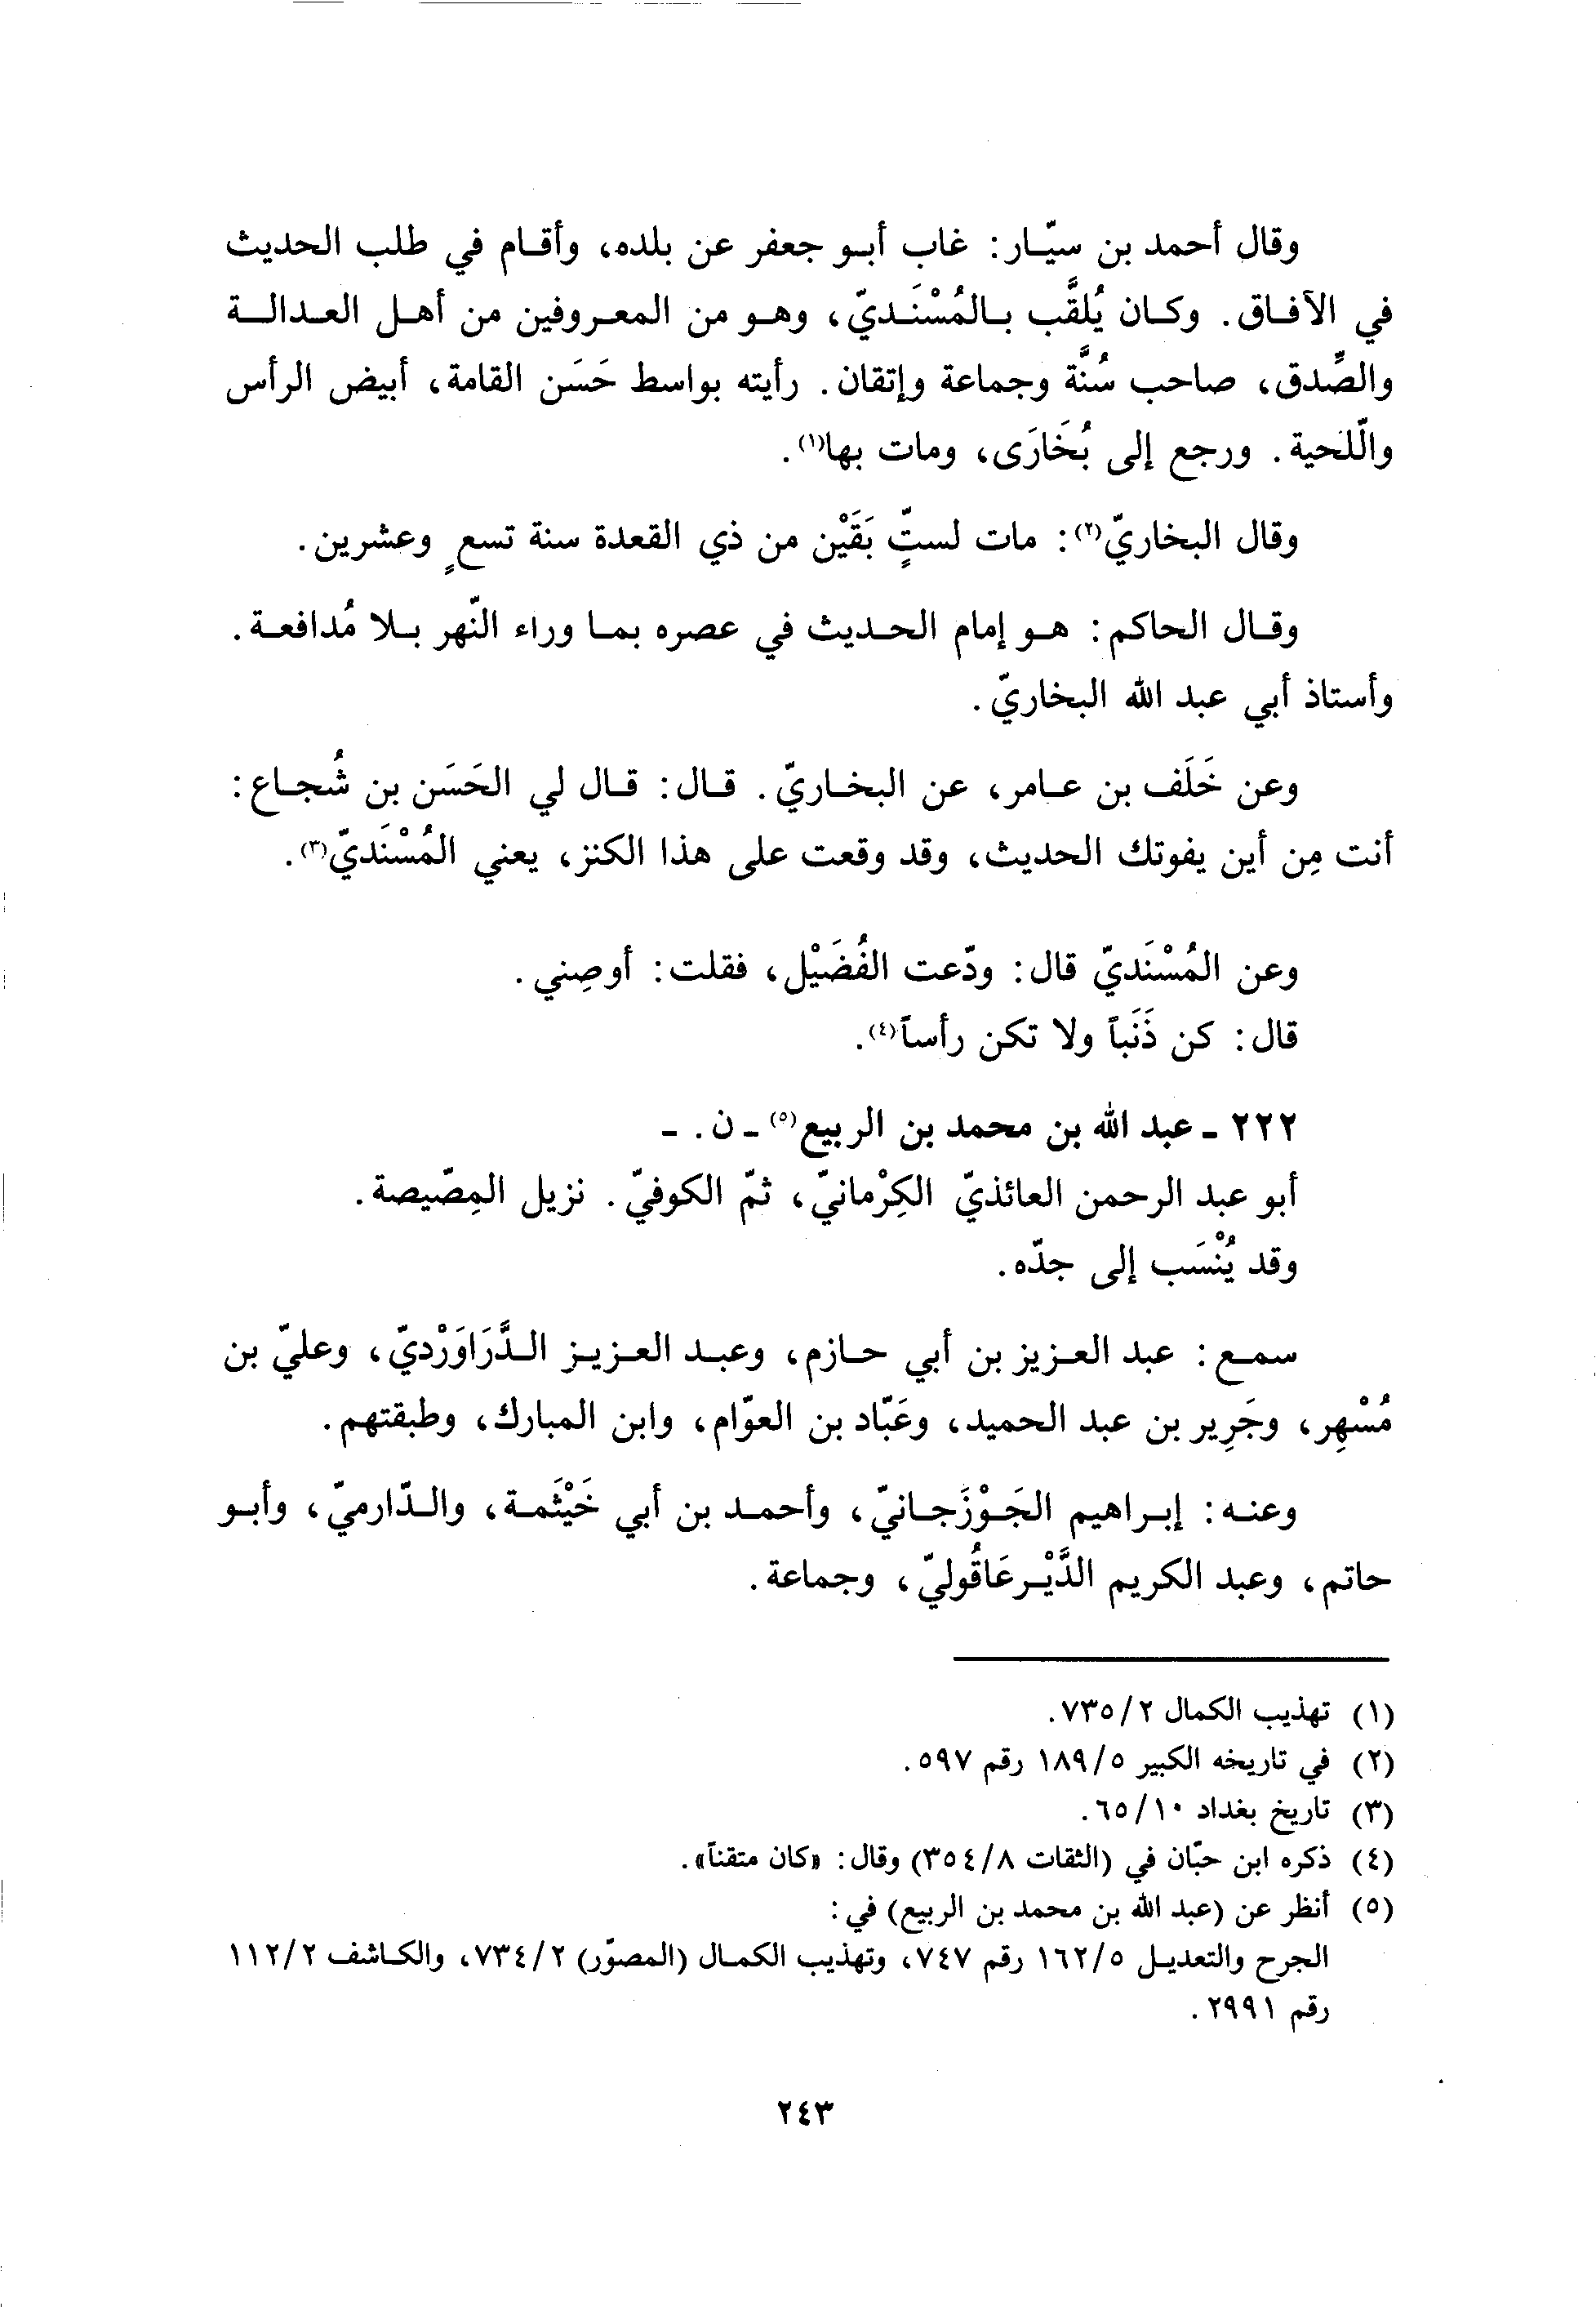 وقال أحمد بن سيّار: غاب أبو جعفر عن بلده، وأقام في طلب الحديث
في الآفاق. وكان يُلقَّب بالمُسْنَديّ، وهو من المعروفين من أهل العدالة
والصِّدق، صاحب سُنَّة وجماعة وإتقان. رأيته بواسط حَسَن القامة، أبيض الرأس
واللّحية. ورجع إلى بُخَارَى، ومات بها(١).
وقال البخاريّ(٢): مات لستٍّ بَقَيْن من ذي القعدة سنة تسعٍ وعشرين.
وقال الحاكم: هو إمام الحديث في عصره بما وراء النّهر بلا مُدافعة.
وأستاذ أبي عبد الله البخاريّ.
وعن خَلَف بن عامر، عن البخاريّ. قال: قال لي الحَسَن بن شُجاع:
أنت مِن أين يفوتك الحديث، وقد وقعت على هذا الكنز، يعني المُسْنَديّ(٣).
وعن المُسْنَديّ قال: ودّعت الفُضَيْل، فقلت: أوصِني.
قال: كن ذَنَباً ولا تكن رأساً(٤).
٢٢٢ ـ عبد الله بن محمد بن الربيع(٥) ـ ن. ـ
أبو عبد الرحمن العائذيّ الكِرْمانيّ، ثمّ الكوفيّ. نزيل المِصّيصة.
وقد يُنْسَب إلى جدّه.
سمع: عبد العزيز بن أبي حازم، وعبد العزيز الدَّرَاوَرْديّ، وعليّ بن
مُسْهِر، وجَرِير بن عبد الحميد، وعَبّاد بن العوّام، وابن المبارك، وطبقتهم.
وعنه: إبراهيم الجَوْزَجانيّ، وأحمد بن أبي خَيْثَمة، والدّارميّ، وأبو
حاتم، وعبد الكريم الدَّيْرعَاقُوليّ، وجماعة.
(١) تهذيب الكمال ٧٣٥/٢.
(٢) في تاريخه الكبير ١٨٩/٥ رقم ٥٩٧.
(٣) تاريخ بغداد ٦٥/١٠.
(٤) ذكره ابن حبّان في (الثقات ٣٥٤/٨) وقال: «كان متقناً».
(٥) أنظر عن (عبد الله بن محمد بن الربيع) في:
الجرح والتعديل ١٦٢/٥ رقم ٧٤٧، وتهذيب الكمال (المصوّر) ٧٣٤/٢، والكاشف ١١٢/٢
رقم ٢٩٩١.
٢٤٣